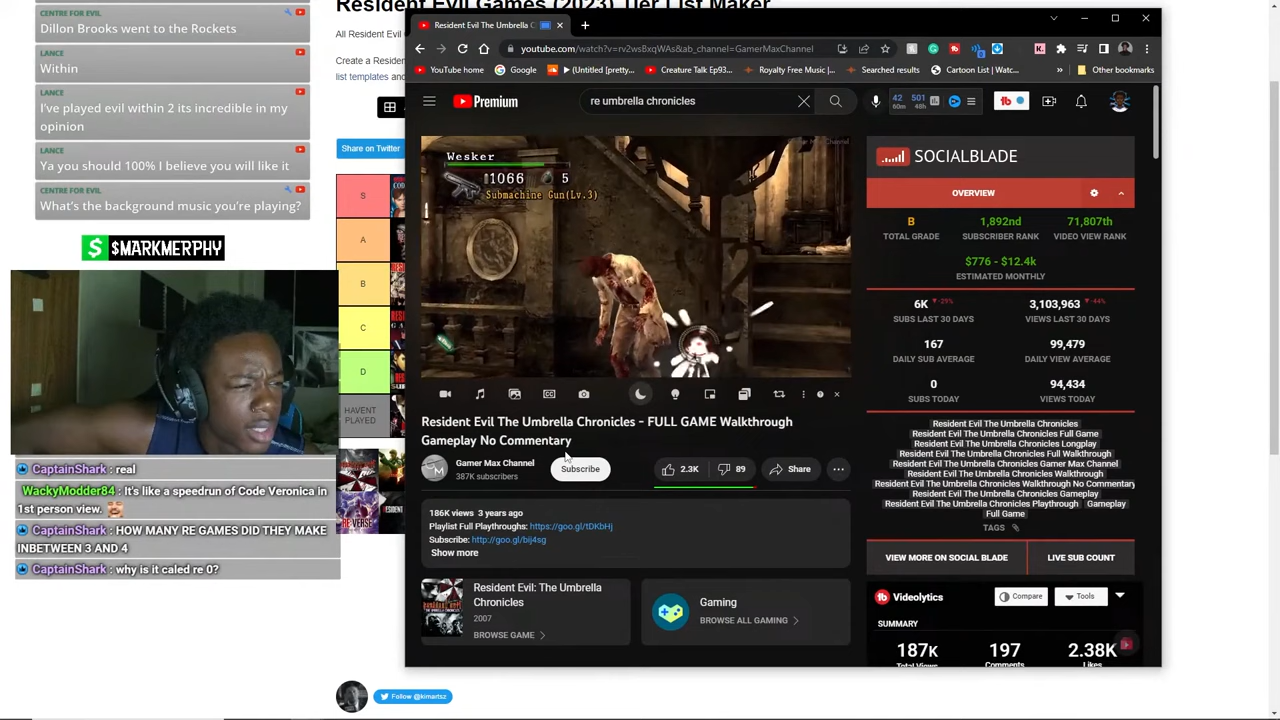 CENTRE FOR EVIL
Dillon Brooks went to the Rockets
LANCE
Within
LANCE
I've played evil within 2 its incredible in my
opinion
LANCE
Ya you should 100% I believe you will like it
CENTRE FOR EVIL
What's the background music you're playing?
$ $MARKMERPHY
CaptainShark : real
WackyModder84 : It's like a speedrun of Code Veronica in
1st person view.
CaptainShark : HOW MANY RE GAMES DID THEY MAKE
INBETWEEN 3 AND 4
CaptainShark : why is it caled re 0?
Resident Evil Games (2023) Tier List Maker
All Resident Evil
Create a Residen
list templates and
Share on Twitter
S
A
B
C
D
HAVENT
PLAYED
RE:VERSE
Follow @kimartsz
Resident Evil The Umbrella C
youtube.com/watch?v=rv2ws8xqWAs&ab_channel=GamerMaxChannel
YouTube home
Google
(Untitled [pretty...
Creature Talk Ep93...
Royalty Free Music |...
Searched results
Cartoon List | Watc...
»
Other bookmarks
Premium
re umbrella chronicles
42
60m
501
48h
Wesker
1066
5
Submachine Gun(Lv.3)
Resident Evil The Umbrella Chronicles - FULL GAME Walkthrough
Gameplay No Commentary
Gamer Max Channel
387K subscribers
Subscribe
2.3K
89
Share
186K views 3 years ago
Playlist Full Playthroughs: https://goo.gl/tDKbHj
Subscribe: http://goo.gl/bij4sg
Show more
Resident Evil: The Umbrella
Chronicles
2007
BROWSE GAME
Gaming
BROWSE ALL GAMING
SOCIALBLADE
OVERVIEW
B
TOTAL GRADE
1,892nd
SUBSCRIBER RANK
71,807th
VIDEO VIEW RANK
$776 - $12.4k
ESTIMATED MONTHLY
6K -29%
SUBS LAST 30 DAYS
3,103,963 -44%
VIEWS LAST 30 DAYS
167
DAILY SUB AVERAGE
99,479
DAILY VIEW AVERAGE
0
SUBS TODAY
94,434
VIEWS TODAY
Resident Evil The Umbrella Chronicles
Resident Evil The Umbrella Chronicles Full Game
Resident Evil The Umbrella Chronicles Longplay
Resident Evil The Umbrella Chronicles Full Walkthrough
Resident Evil The Umbrella Chronicles Gamer Max Channel
Resident Evil The Umbrella Chronicles Walkthrough
Resident Evil The Umbrella Chronicles Walkthrough No Commentary
Resident Evil The Umbrella Chronicles Gameplay
Resident Evil The Umbrella Chronicles Playthrough Gameplay
Full Game
TAGS
VIEW MORE ON SOCIAL BLADE
LIVE SUB COUNT
Videolytics
Compare
Tools
SUMMARY
187K
Total Views
197
Comments
2.38K
Likes